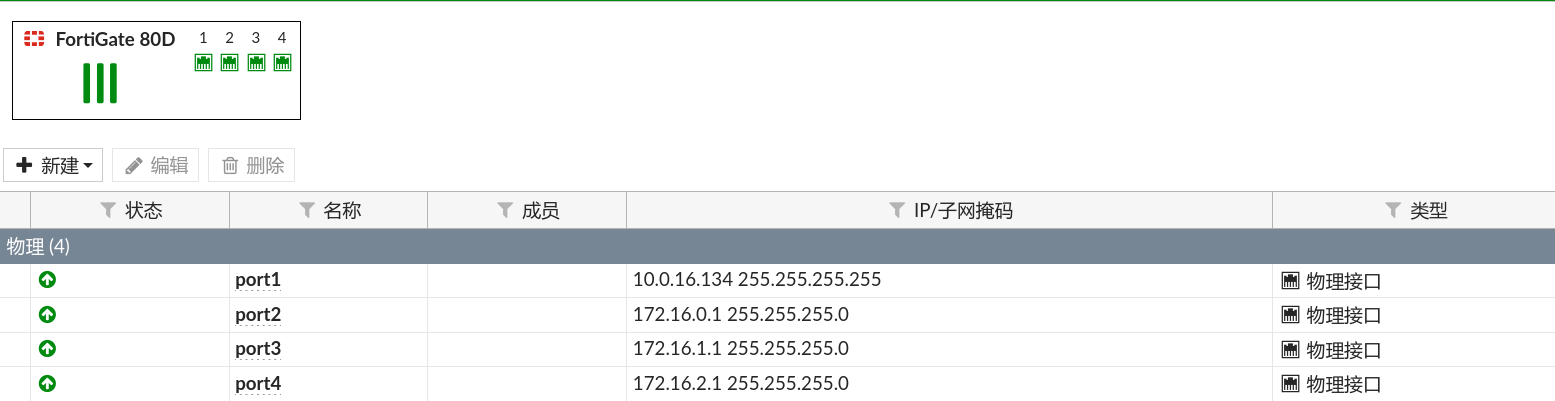 FortiGate 80D 1 2 3 4
新建 编辑 删除
状态 名称 成员 IP/子网掩码 类型
物理 (4)
port1 10.0.16.134 255.255.255.255 物理接口
port2 172.16.0.1 255.255.255.0 物理接口
port3 172.16.1.1 255.255.255.0 物理接口
port4 172.16.2.1 255.255.255.0 物理接口